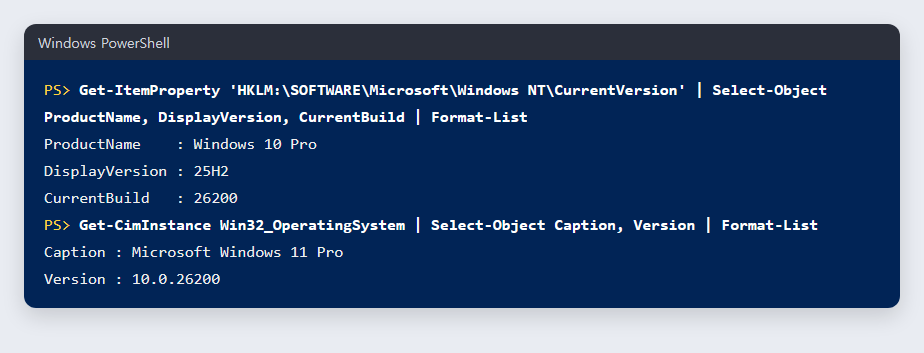 Windows PowerShell
PS> Get-ItemProperty 'HKLM:\SOFTWARE\Microsoft\Windows NT\CurrentVersion' | Select-Object
ProductName, DisplayVersion, CurrentBuild | Format-List
ProductName    : Windows 10 Pro
DisplayVersion : 25H2
CurrentBuild   : 26200
PS> Get-CimInstance Win32_OperatingSystem | Select-Object Caption, Version | Format-List
Caption : Microsoft Windows 11 Pro
Version : 10.0.26200